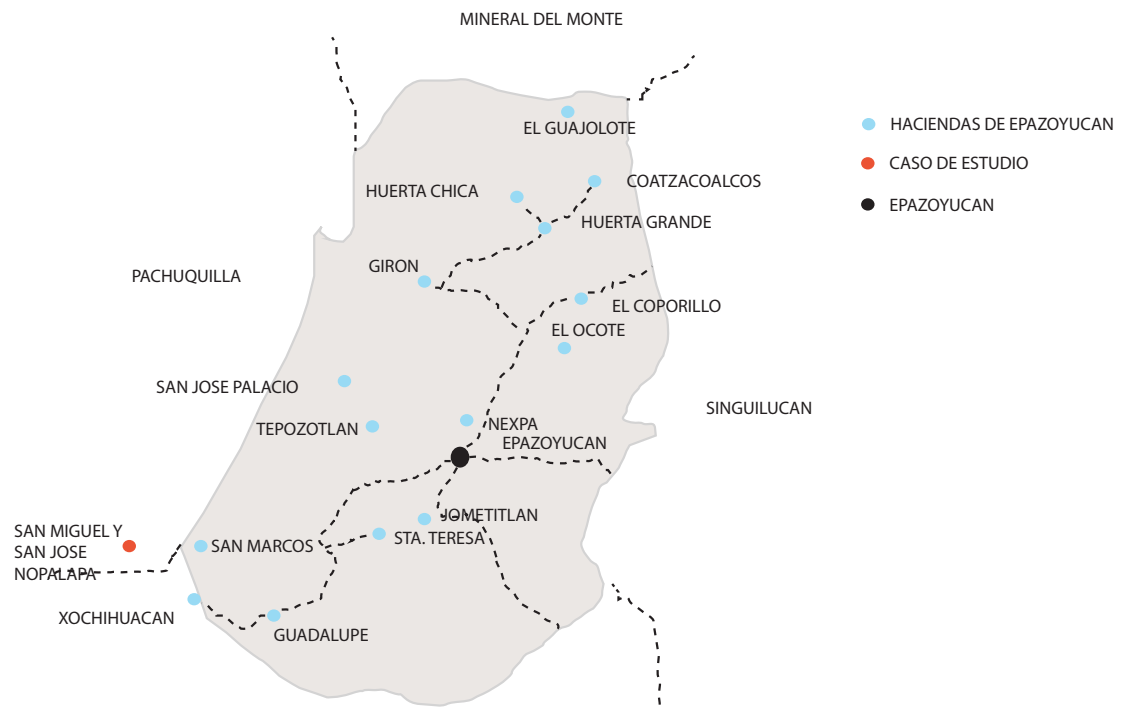 MINERAL DEL MONTE
EL GUAJOLOTE
HACIENDAS DE EPAZOYUCAN
CASO DE ESTUDIO
EPAZOYUCAN
HUERTA CHICA
COATZACOALCOS
HUERTA GRANDE
GIRON
PACHUQUILLA
EL COPORILLO
EL OCOTE
SAN JOSE PALACIO
SINGUILUCAN
TEPOZOTLAN
NEXPA
EPAZOYUCAN
JOMETITLAN
STA. TERESA
SAN MIGUEL Y
SAN JOSE
NOPALAPA
SAN MARCOS
XOCHIHUACAN
GUADALUPE